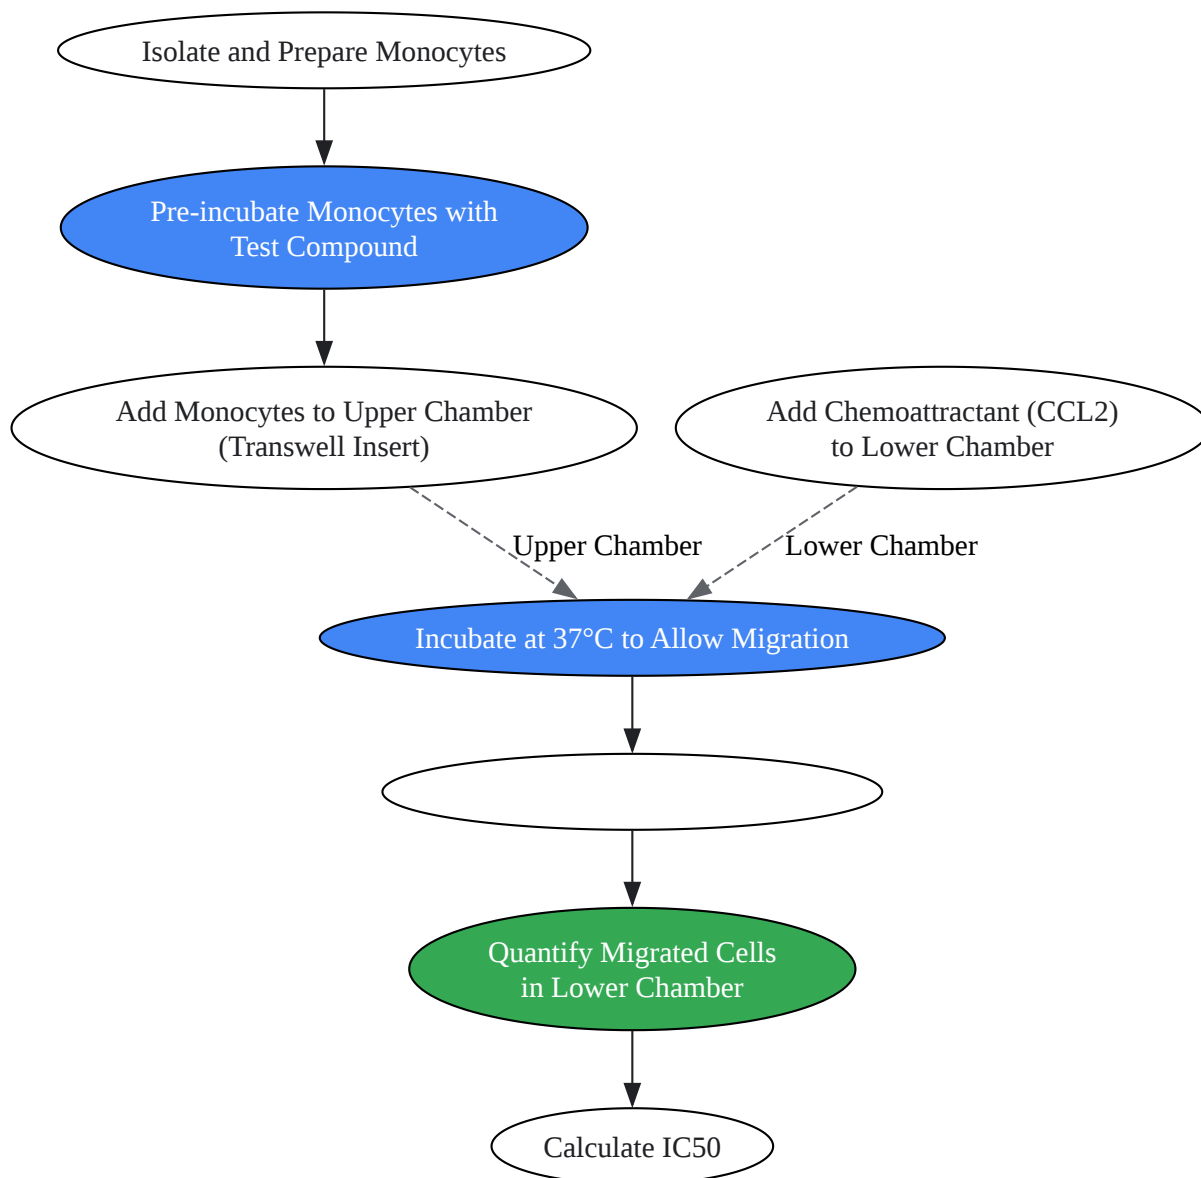 Isolate and Prepare Monocytes
Pre-incubate Monocytes with
Test Compound
Add Monocytes to Upper Chamber
(Transwell Insert)
Add Chemoattractant (CCL2)
to Lower Chamber
Upper Chamber
Lower Chamber
Incubate at 37°C to Allow Migration
Quantify Migrated Cells
in Lower Chamber
Calculate IC50